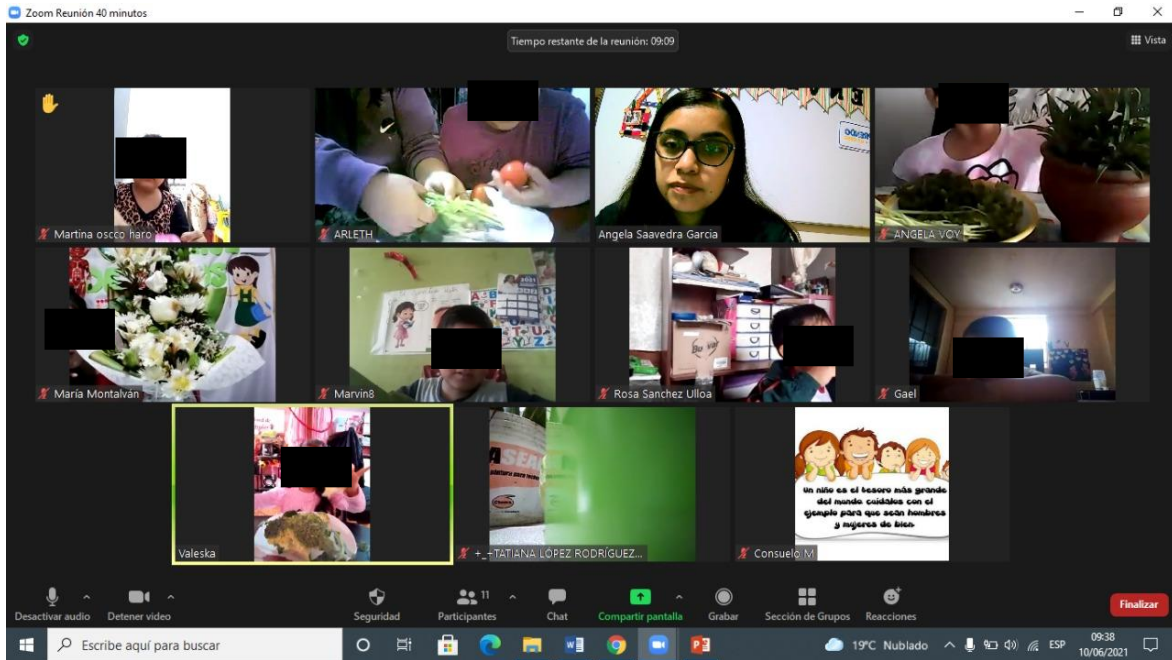 Zoom Reunión 40 minutos
Tiempo restante de la reunión: 09:09
Vista
Martina oscco haro
ARLETH
Angela Saavedra Garcia
ANGELA VOY
María Montalván
Marvin8
Rosa Sanchez Ulloa
Gael
Valeska
+_+TATIANA LÓPEZ RODRÍGUEZ...
Un niño es el tesoro más grande
del mundo cuidalos con el
ejemplo para que sean hombres
y mujeres de bien
Consuelo M
Desactivar audio
Detener video
Seguridad
Participantes
11
Chat
Compartir pantalla
Grabar
Sección de Grupos
Reacciones
Finalizar
Escribe aquí para buscar
19°C Nublado
ESP
09:38
10/06/2021